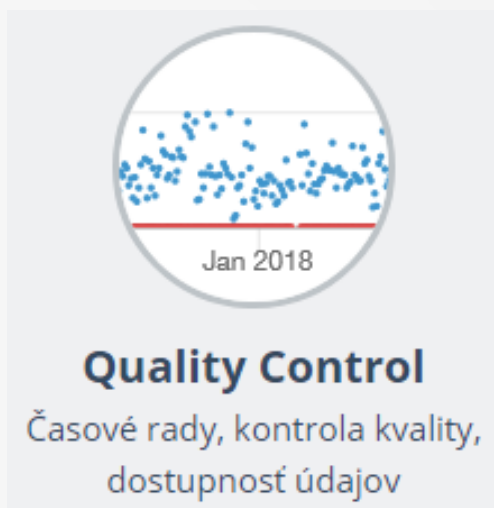 Jan 2018
Quality Control
Časové rady, kontrola kvality,
dostupnosť údajov